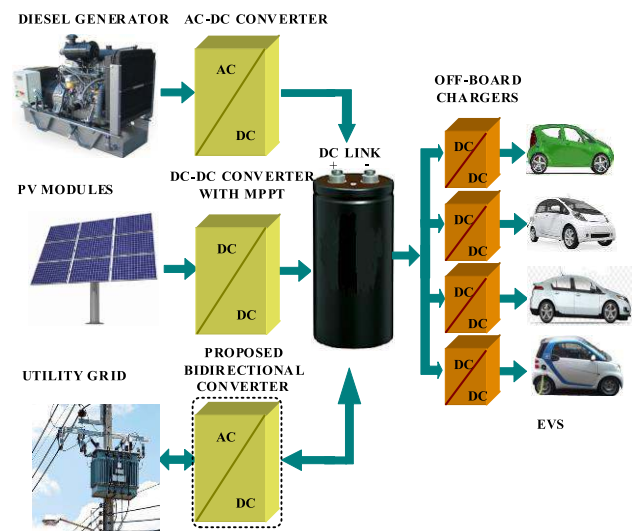 DIESEL GENERATOR
AC-DC CONVERTER
AC
DC
OFF-BOARD
CHARGERS
DC LINK
+ -
DC
DC
PV MODULES
DC-DC CONVERTER
WITH MPPT
DC
DC
DC
DC
DC
DC
DC
DC
UTILITY GRID
PROPOSED
BIDIRECTIONAL
CONVERTER
AC
DC
EVS